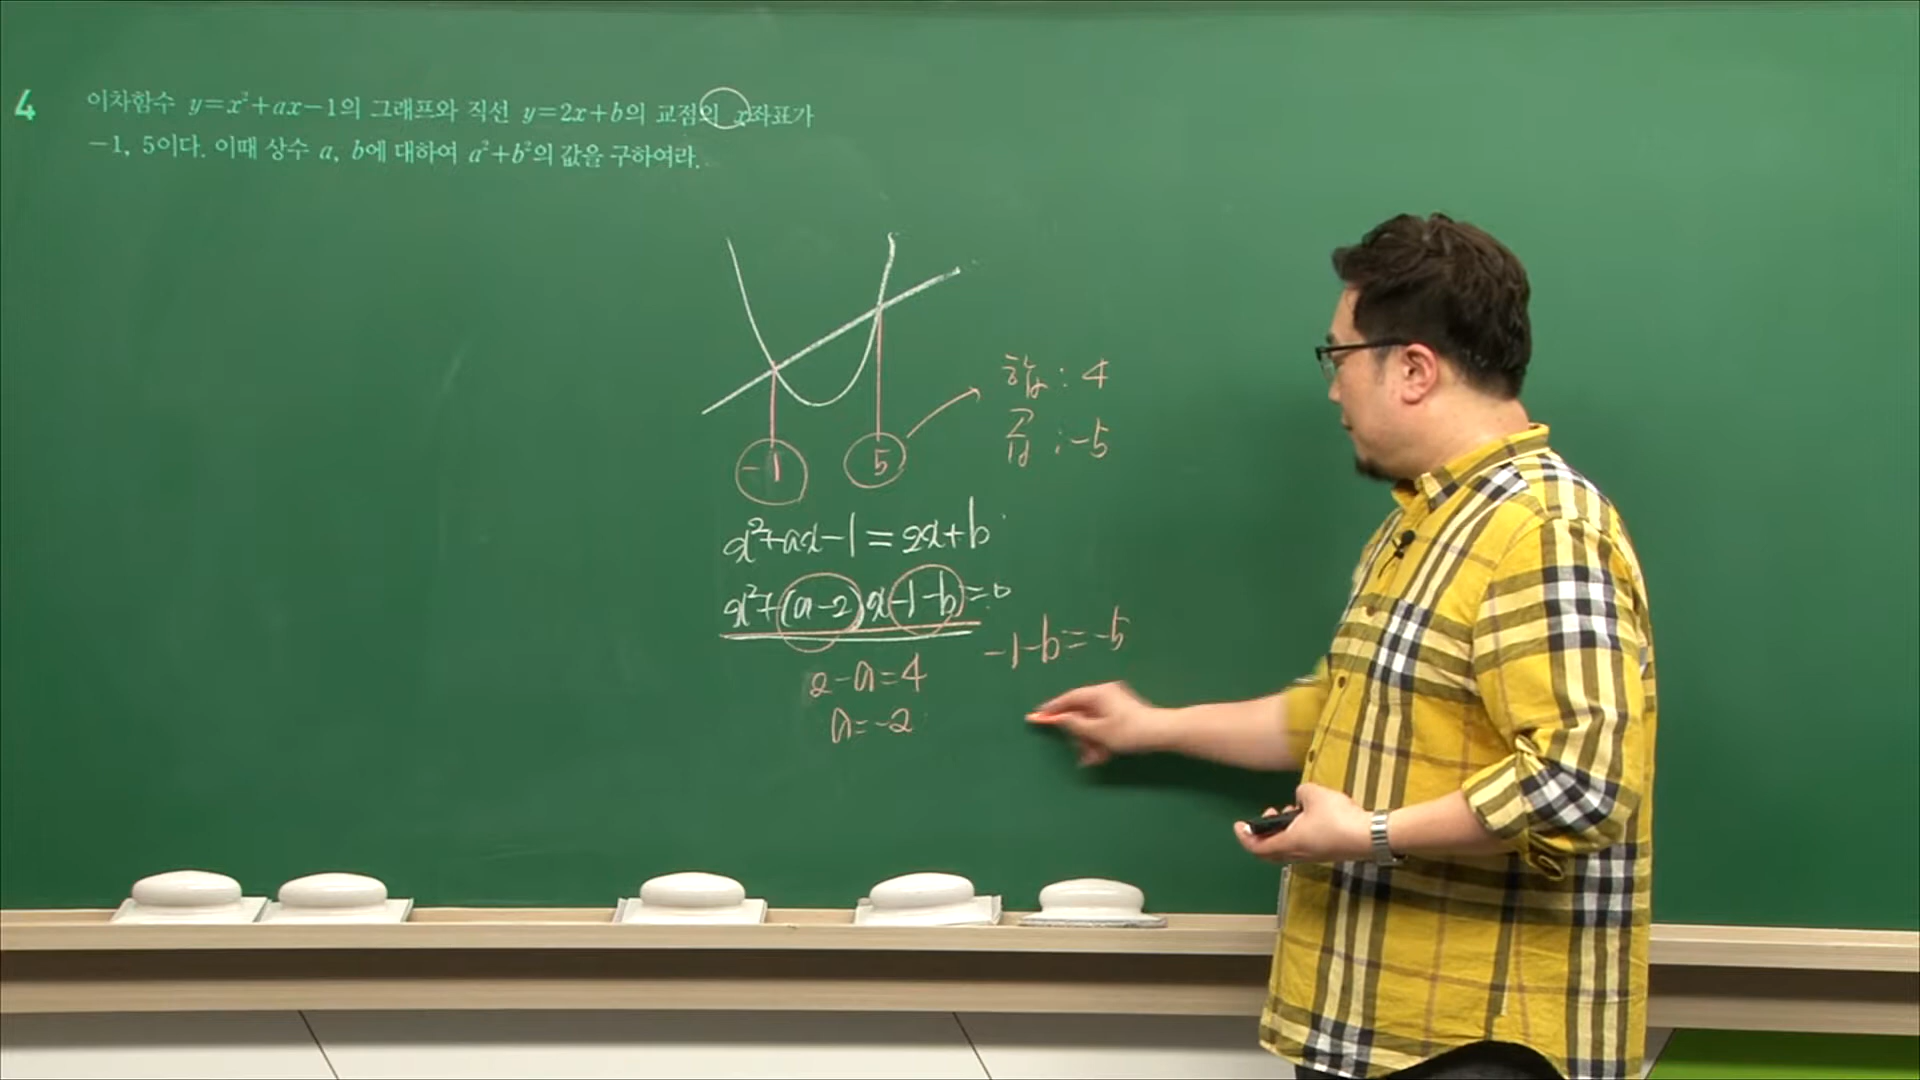 4
이차함수 y=x²+ax-1의 그래프와 직선 y=2x+b의 교점의 x좌표가
-1, 5이다. 이때 상수 a, b에 대하여 a²+b²의 값을 구하여라.
합 : 4
곱 : -5
-1
5
x²+ax-1=2x+b
x²+(a-2)x-1-b=0
2-a=4
-1-b=-5
a=-2